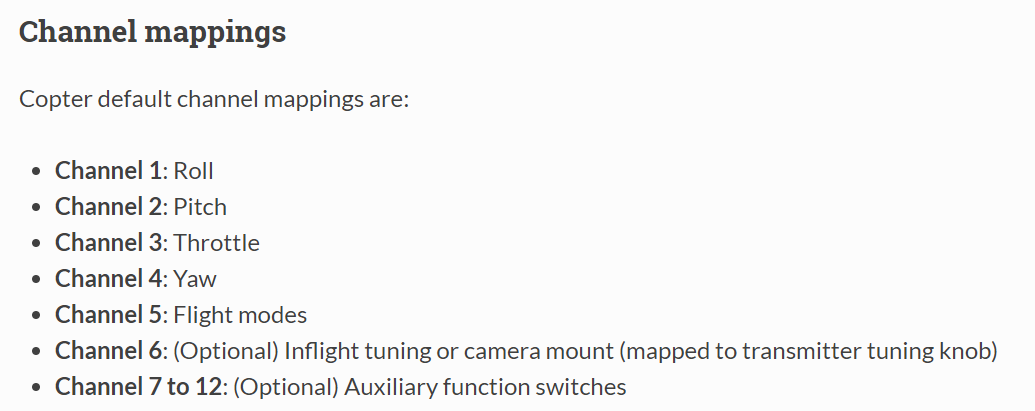 Channel mappings
Copter default channel mappings are:
• Channel 1: Roll
• Channel 2: Pitch
• Channel 3: Throttle
• Channel 4: Yaw
• Channel 5: Flight modes
• Channel 6: (Optional) Inflight tuning or camera mount (mapped to transmitter tuning knob)
• Channel 7 to 12: (Optional) Auxiliary function switches